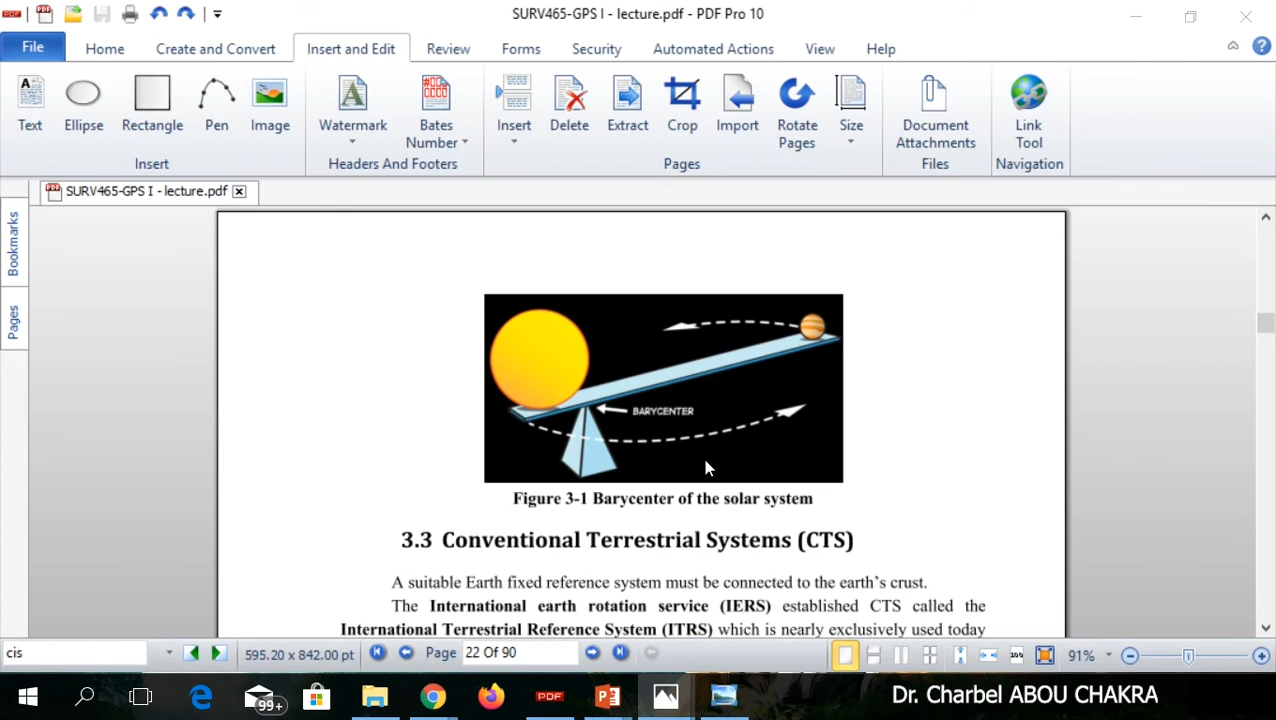 SURV465-GPS I - lecture.pdf - PDF Pro 10
File Home Create and Convert Insert and Edit Review Forms Security Automated Actions View Help
Text Ellipse Rectangle Pen Image Watermark Bates Number Insert Delete Extract Crop Import Rotate Pages Size Document Attachments Link Tool
Insert Headers And Footers Pages Files Navigation
SURV465-GPS I - lecture.pdf
Bookmarks
Pages
BARYCENTER
Figure 3-1 Barycenter of the solar system
3.3 Conventional Terrestrial Systems (CTS)
A suitable Earth fixed reference system must be connected to the earth's crust.
The International earth rotation service (IERS) established CTS called the
International Terrestrial Reference System (ITRS) which is nearly exclusively used today
cis 595.20 x 842.00 pt Page 22 Of 90 91%
99+ PDF Dr. Charbel ABOU CHAKRA